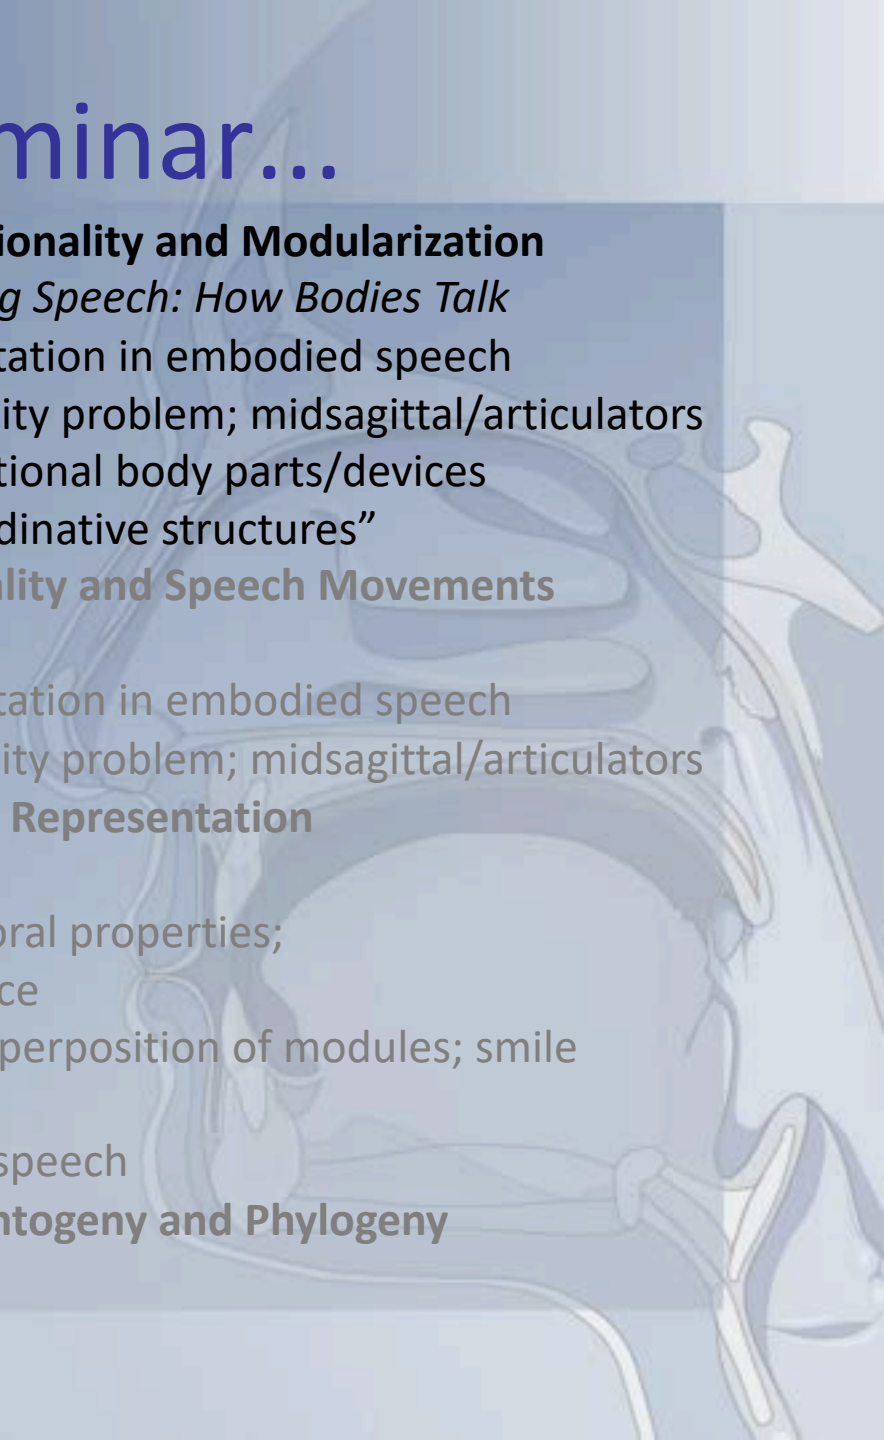 minar...
ionality and Modularization
g Speech: How Bodies Talk
tation in embodied speech
ity problem; midsagittal/articulators
tional body parts/devices
dinative structures”
lity and Speech Movements
tation in embodied speech
ity problem; midsagittal/articulators
Representation
oral properties;
ce
perposition of modules; smile
speech
ntogeny and Phylogeny